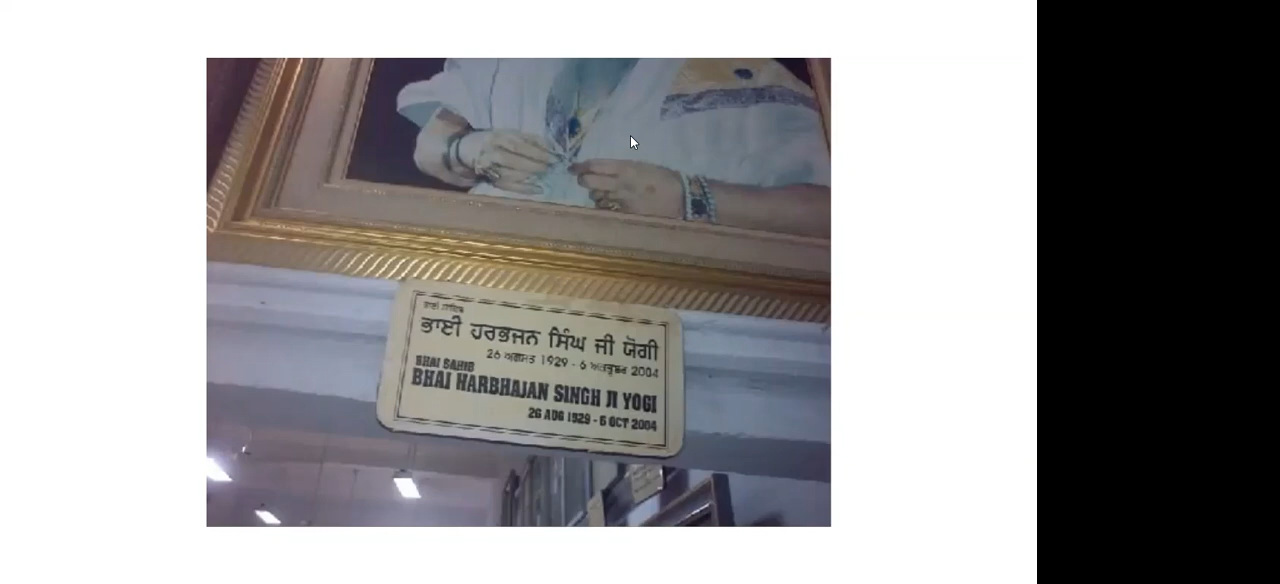 ਭਾਈ ਸਾਹਿਬ
ਭਾਈ ਹਰਭਜਨ ਸਿੰਘ ਜੀ ਯੋਗੀ
26 ਅਗਸਤ 1929 - 6 ਅਕਤੂਬਰ 2004
BHAI SAHIB
BHAI HARBHAJAN SINGH JI YOGI
26 AUG 1929 - 6 OCT 2004